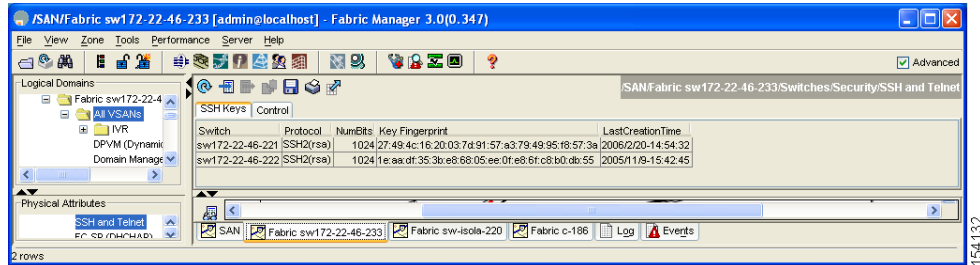 /SAN/Fabric sw172-22-46-233 [admin@localhost] - Fabric Manager 3.0(0.347)
File View Zone Tools Performance Server Help
Advanced
Logical Domains
Fabric sw172-22-4
All VSANs
IVR
DPVM (Dynamic
Domain Manage
/SAN/Fabric sw172-22-46-233/Switches/Security/SSH and Telnet
SSH Keys Control
Switch Protocol NumBits Key Fingerprint LastCreationTime
sw172-22-46-221 SSH2(rsa) 1024 27:49:4c:16:20:03:7d:91:57:a3:79:49:95:f8:57:3a 2006/2/20-14:54:32
sw172-22-46-222 SSH2(rsa) 1024 1e:aa:df:35:3b:e8:68:05:ee:0f:e8:6f:c8:b0:db:55 2005/11/9-15:42:45
Physical Attributes
SSH and Telnet
FC-SP (DHCHAP)
SAN Fabric sw172-22-46-233 Fabric sw-isola-220 Fabric c-186 Log Events
2 rows
154132